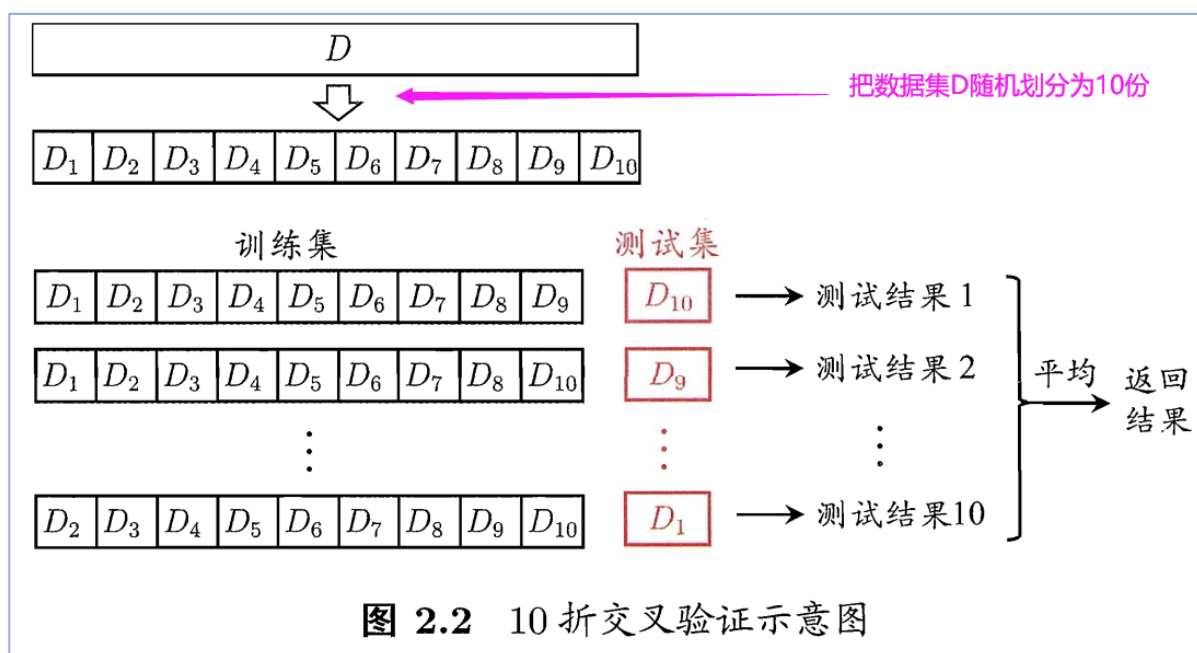 D
把数据集D随机划分为10份
D₁ D₂ D₃ D₄ D₅ D₆ D₇ D₈ D₉ D₁₀
训练集 测试集
D₁ D₂ D₃ D₄ D₅ D₆ D₇ D₈ D₉ D₁₀ 测试结果1
D₁ D₂ D₃ D₄ D₅ D₆ D₇ D₈ D₁₀ D₉ 测试结果2
平均 返回
结果
⋮ ⋮ ⋮
D₂ D₃ D₄ D₅ D₆ D₇ D₈ D₉ D₁₀ D₁ 测试结果10
图 2.2 10折交叉验证示意图